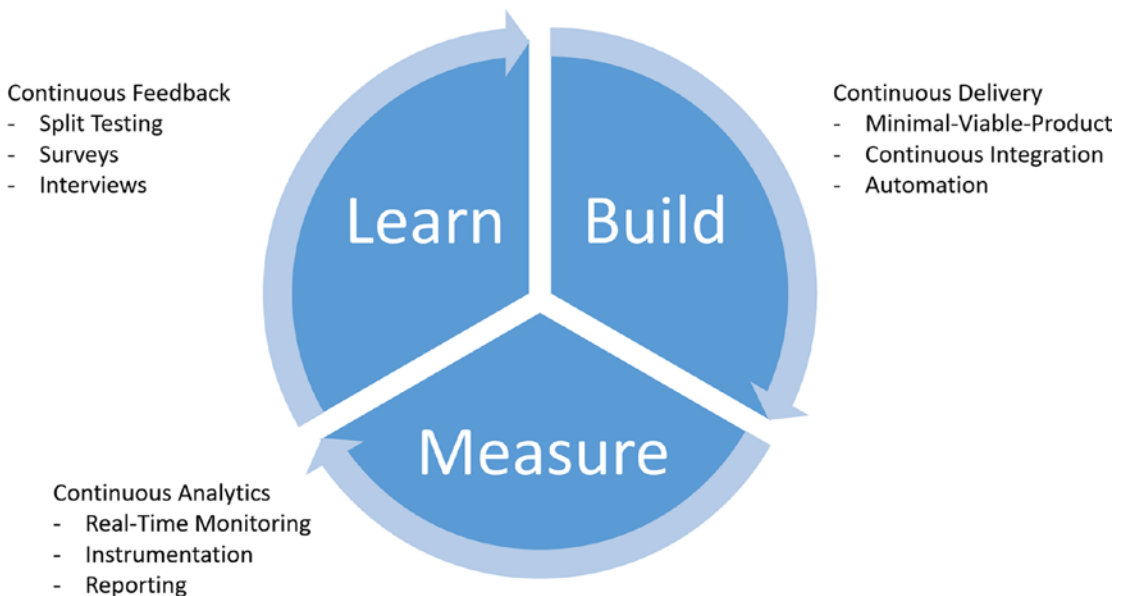 Continuous Feedback
- Split Testing
- Surveys
- Interviews
Learn
Build
Continuous Delivery
- Minimal-Viable-Product
- Continuous Integration
- Automation
Measure
Continuous Analytics
- Real-Time Monitoring
- Instrumentation
- Reporting